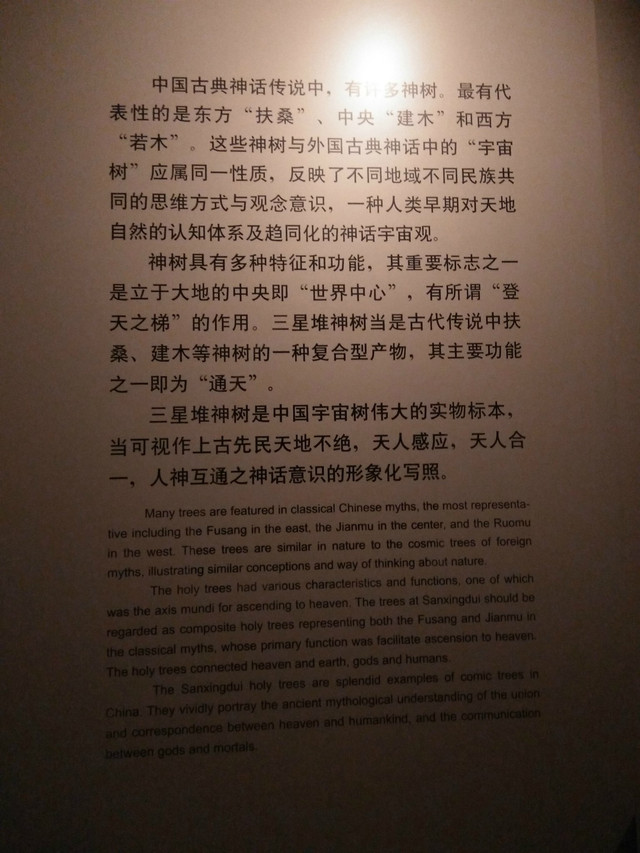 中国古典神话传说中，有许多神树。最有代
表性的是东方“扶桑”、中央“建木”和西方
“若木”。这些神树与外国古典神话中的“宇宙
树”应属同一性质，反映了不同地域不同民族共
同的思维方式与观念意识，一种人类早期对天地
自然的认知体系及趋同化的神话宇宙观。
神树具有多种特征和功能，其重要标志之一
是立于大地的中央即“世界中心”，有所谓“登
天之梯”的作用。三星堆神树当是古代传说中扶
桑、建木等神树的一种复合型产物，其主要功能
之一即为“通天”。
三星堆神树是中国宇宙树伟大的实物标本，
当可视作上古先民天地不绝，天人感应，天人合
一，人神互通之神话意识的形象化写照。
Many trees are featured in classical Chinese myths, the most representa-
tive including the Fusang in the east, the Jianmu in the center, and the Ruomu
in the west. These trees are similar in nature to the cosmic trees of foreign
myths, illustrating similar conceptions and way of thinking about nature.
The holy trees had various characteristics and functions, one of which
was the axis mundi for ascending to heaven. The trees at Sanxingdui should be
regarded as composite holy trees representing both the Fusang and Jianmu in
the classical myths, whose primary function was facilitate ascension to heaven.
The holy trees connected heaven and earth, gods and humans.
The Sanxingdui holy trees are splendid examples of comic trees in
China. They vividly portray the ancient mythological understanding of the union
and correspondence between heaven and humankind, and the communication
between gods and mortals.